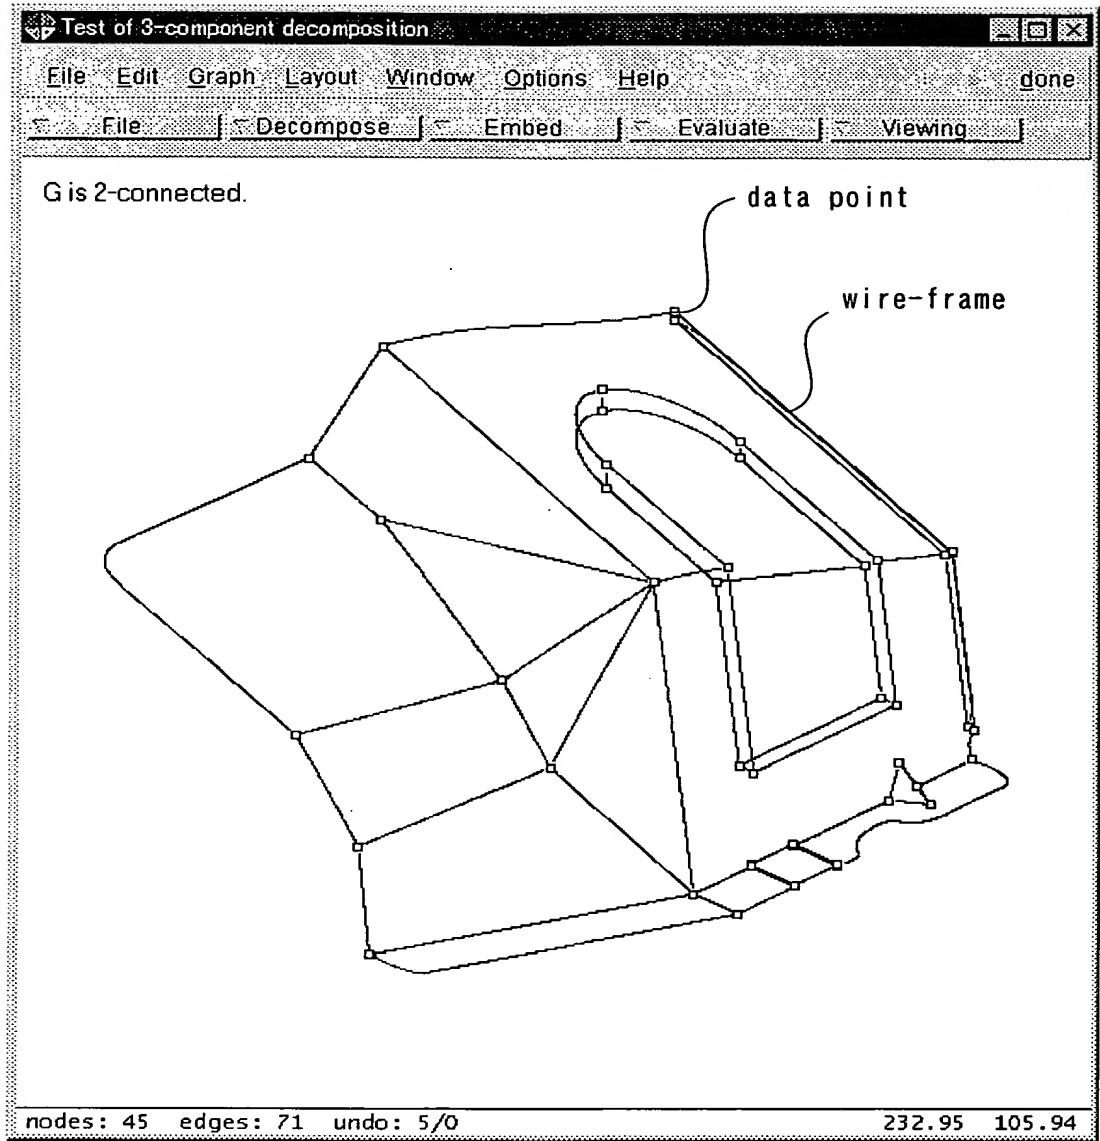 Test of 3-component decomposition
File Edit Graph Layout Window Options Help done
File Decompose Embed Evaluate Viewing
G is 2-connected.
data point
wire-frame
nodes: 45 edges: 71 undo: 5/0 232.95 105.94